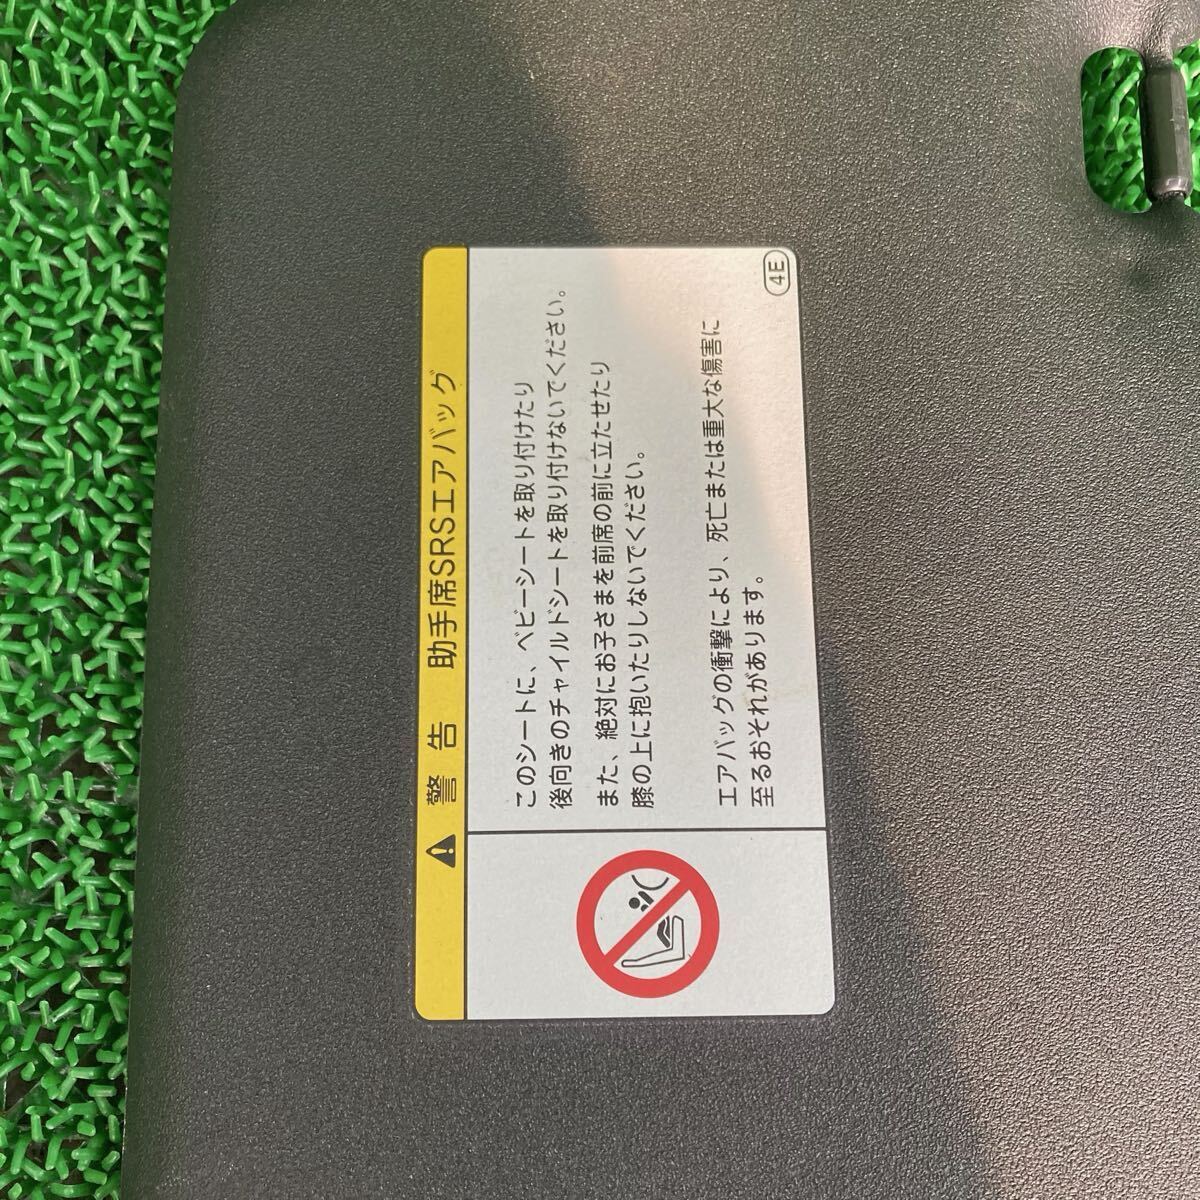 警告 助手席SRSエアバッグ
このシートに、ベビーシートを取り付けたり
後向きのチャイルドシートを取り付けないでください。
また、絶対にお子さまを前席の前に立たせたり
膝の上に抱いたりしないでください。
エアバッグの衝撃により、死亡または重大な傷害に
至るおそれがあります。
4E